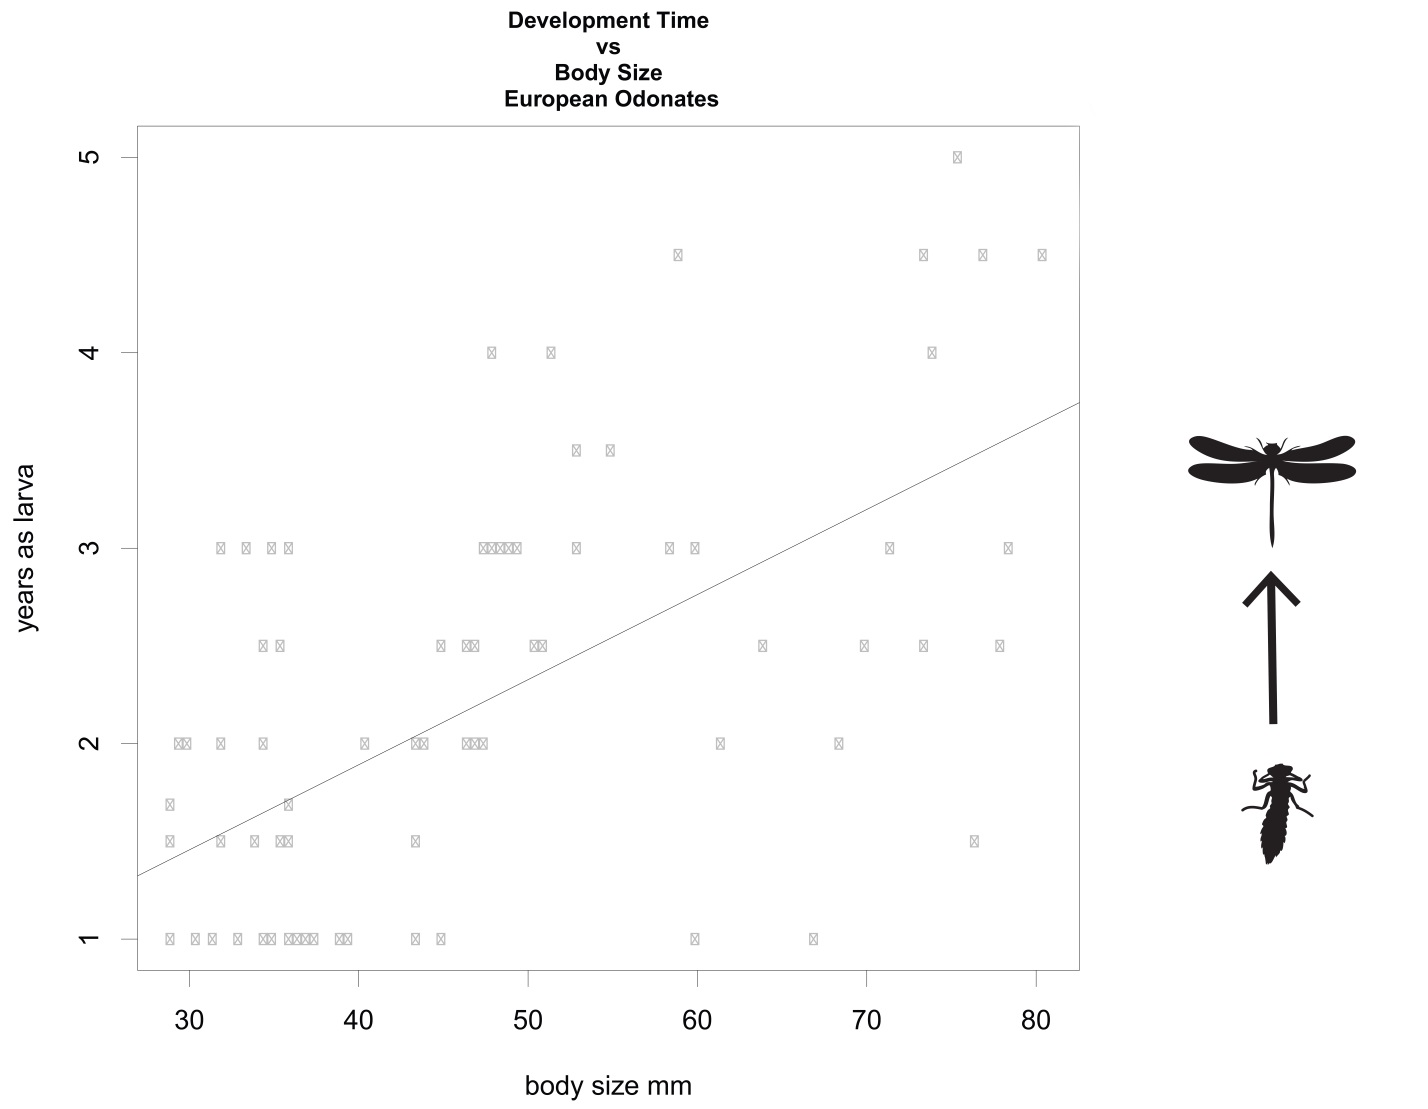 Development Time
vs
Body Size
European Odonates
5
4
3
2
1
years as larva
30 40 50 60 70 80
body size mm